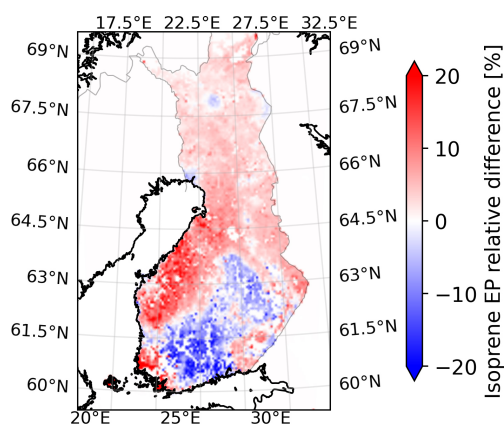 17.5°E 22.5°E 27.5°E 32.5°E
69°N 69°N
67.5°N 67.5°N
66°N 66°N
64.5°N 64.5°N
63°N 63°N
61.5°N 61.5°N
60°N 60°N
20°E 25°E 30°E
20
10
0
−10
−20
Isoprene EP relative difference [%]